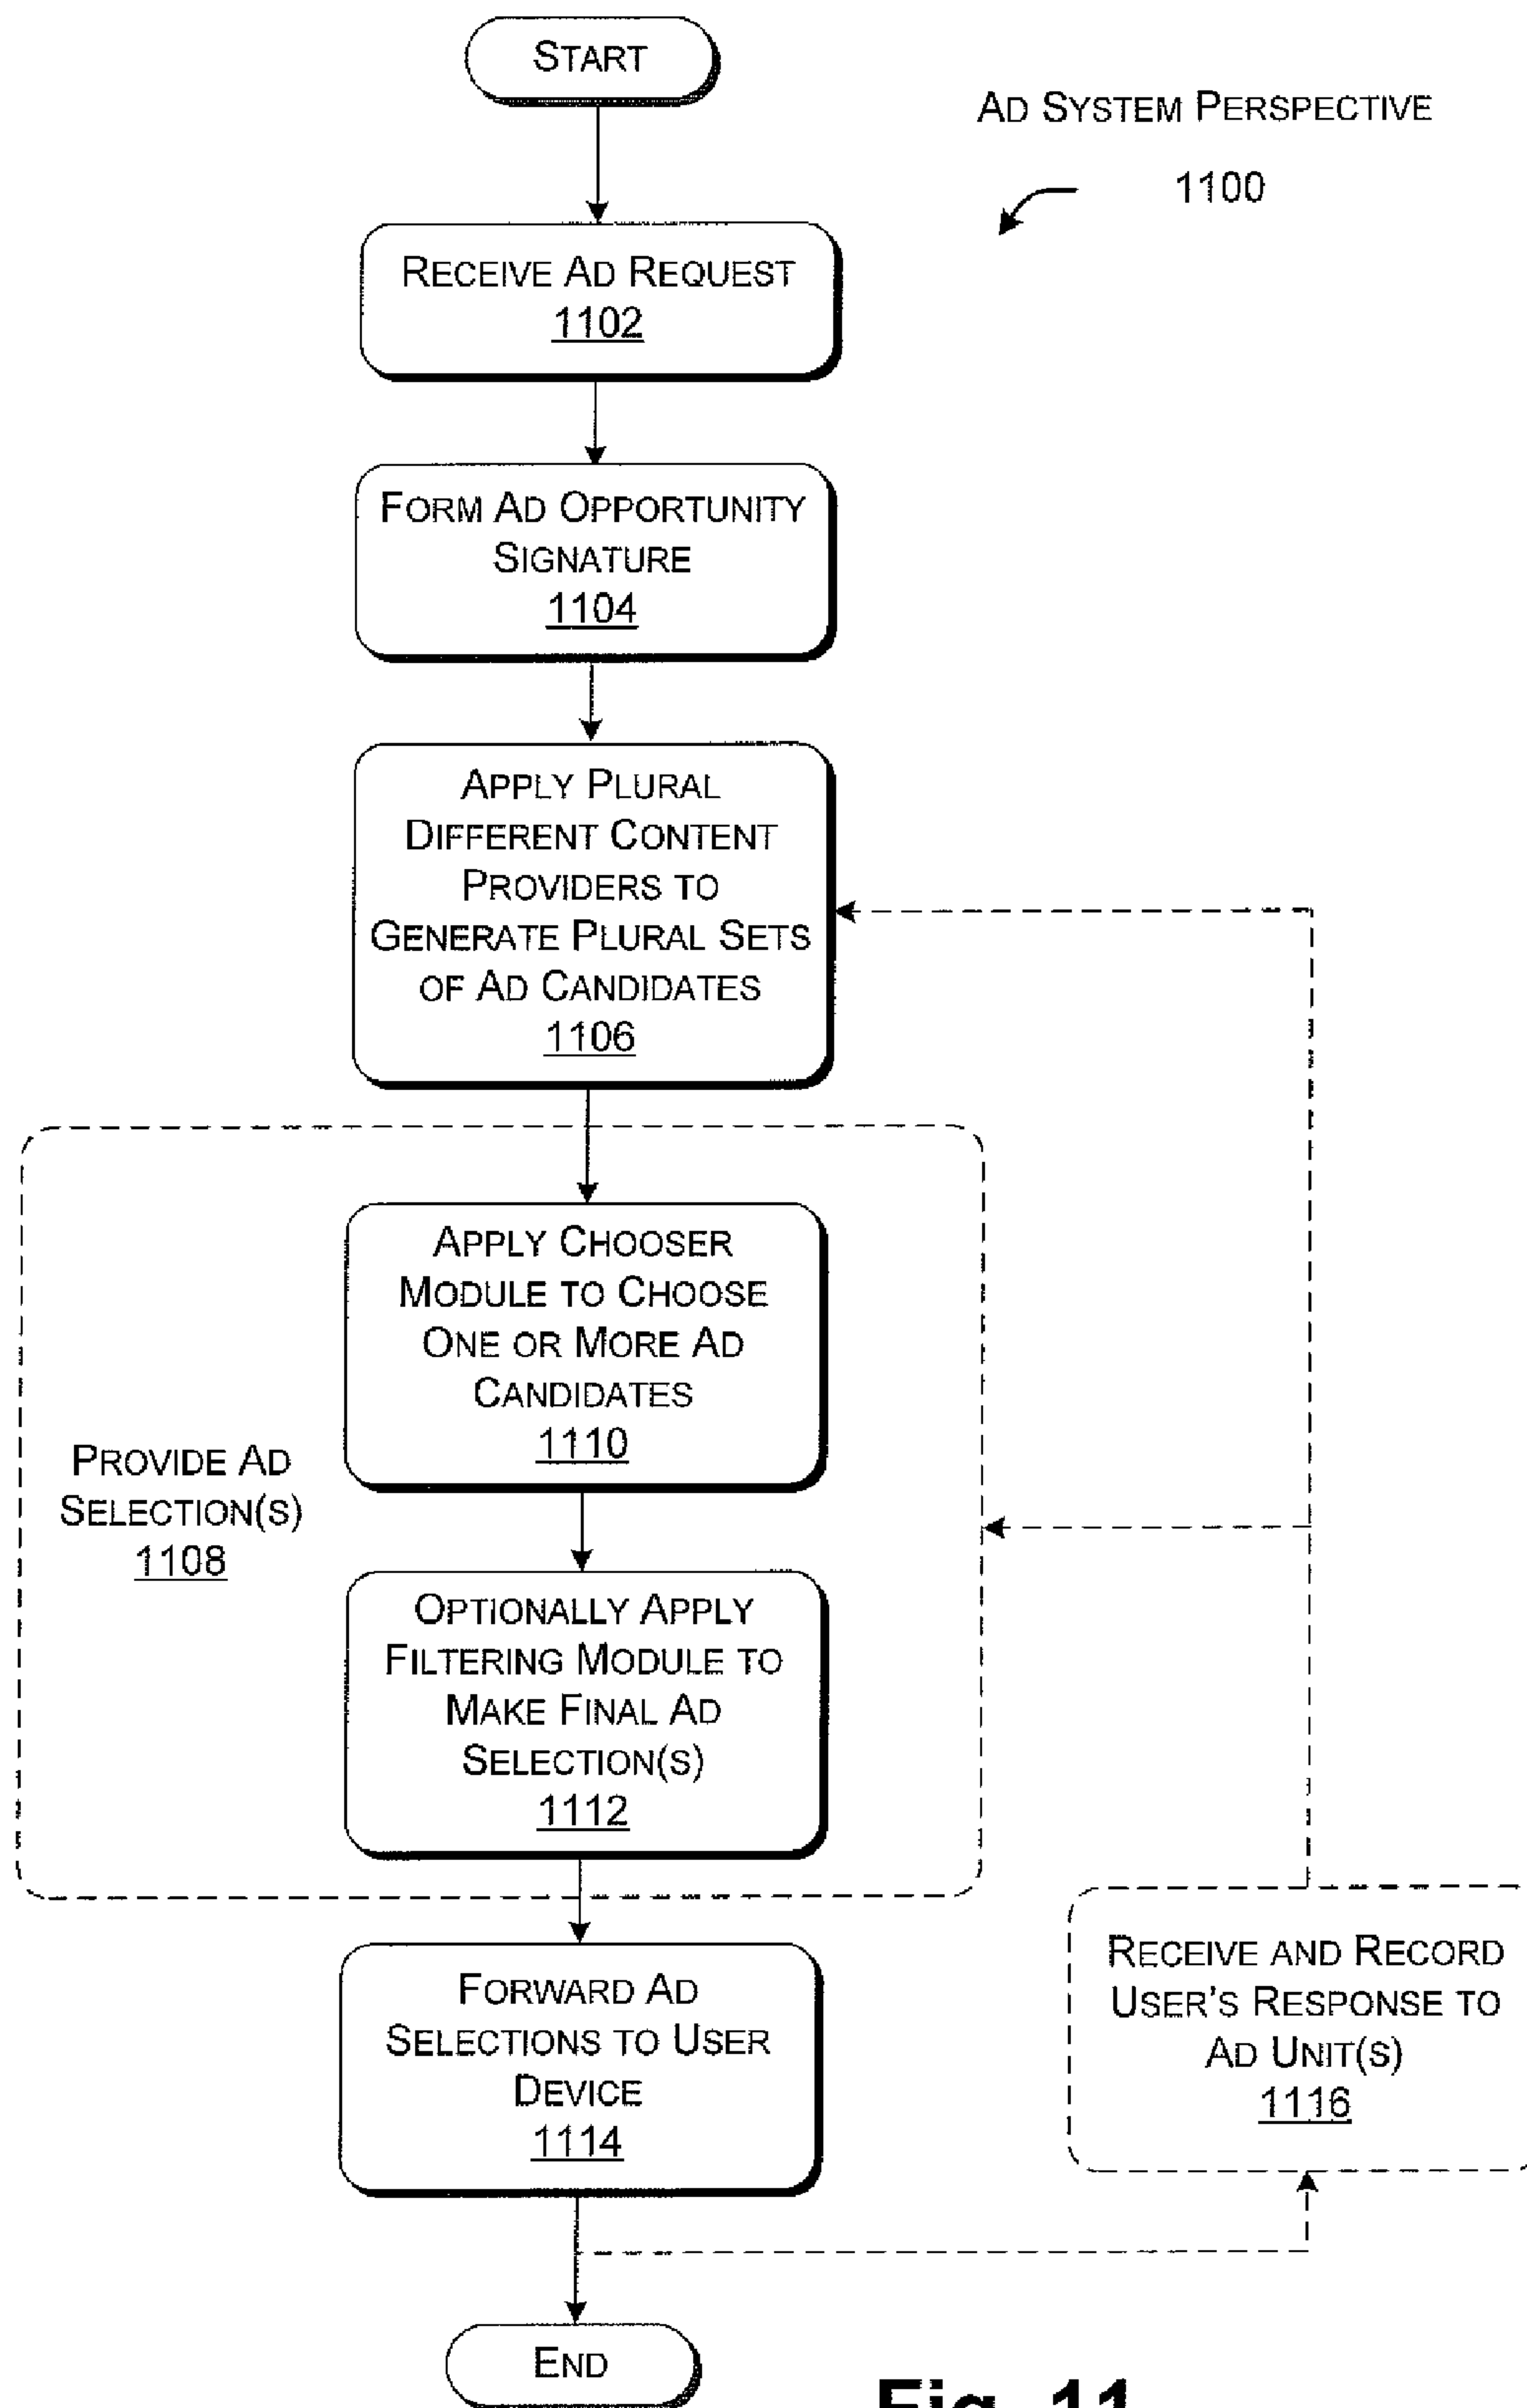 START
AD SYSTEM PERSPECTIVE
1100
RECEIVE AD REQUEST
1102
FORM AD OPPORTUNITY
SIGNATURE
1104
APPLY PLURAL
DIFFERENT CONTENT
PROVIDERS TO
GENERATE PLURAL SETS
OF AD CANDIDATES
1106
APPLY CHOOSER
MODULE TO CHOOSE
ONE OR MORE AD
CANDIDATES
1110
PROVIDE AD
SELECTION(S)
1108
OPTIONALLY APPLY
FILTERING MODULE TO
MAKE FINAL AD
SELECTION(S)
1112
FORWARD AD
SELECTIONS TO USER
DEVICE
1114
RECEIVE AND RECORD
USER'S RESPONSE TO
AD UNIT(S)
1116
END
Fig. 11